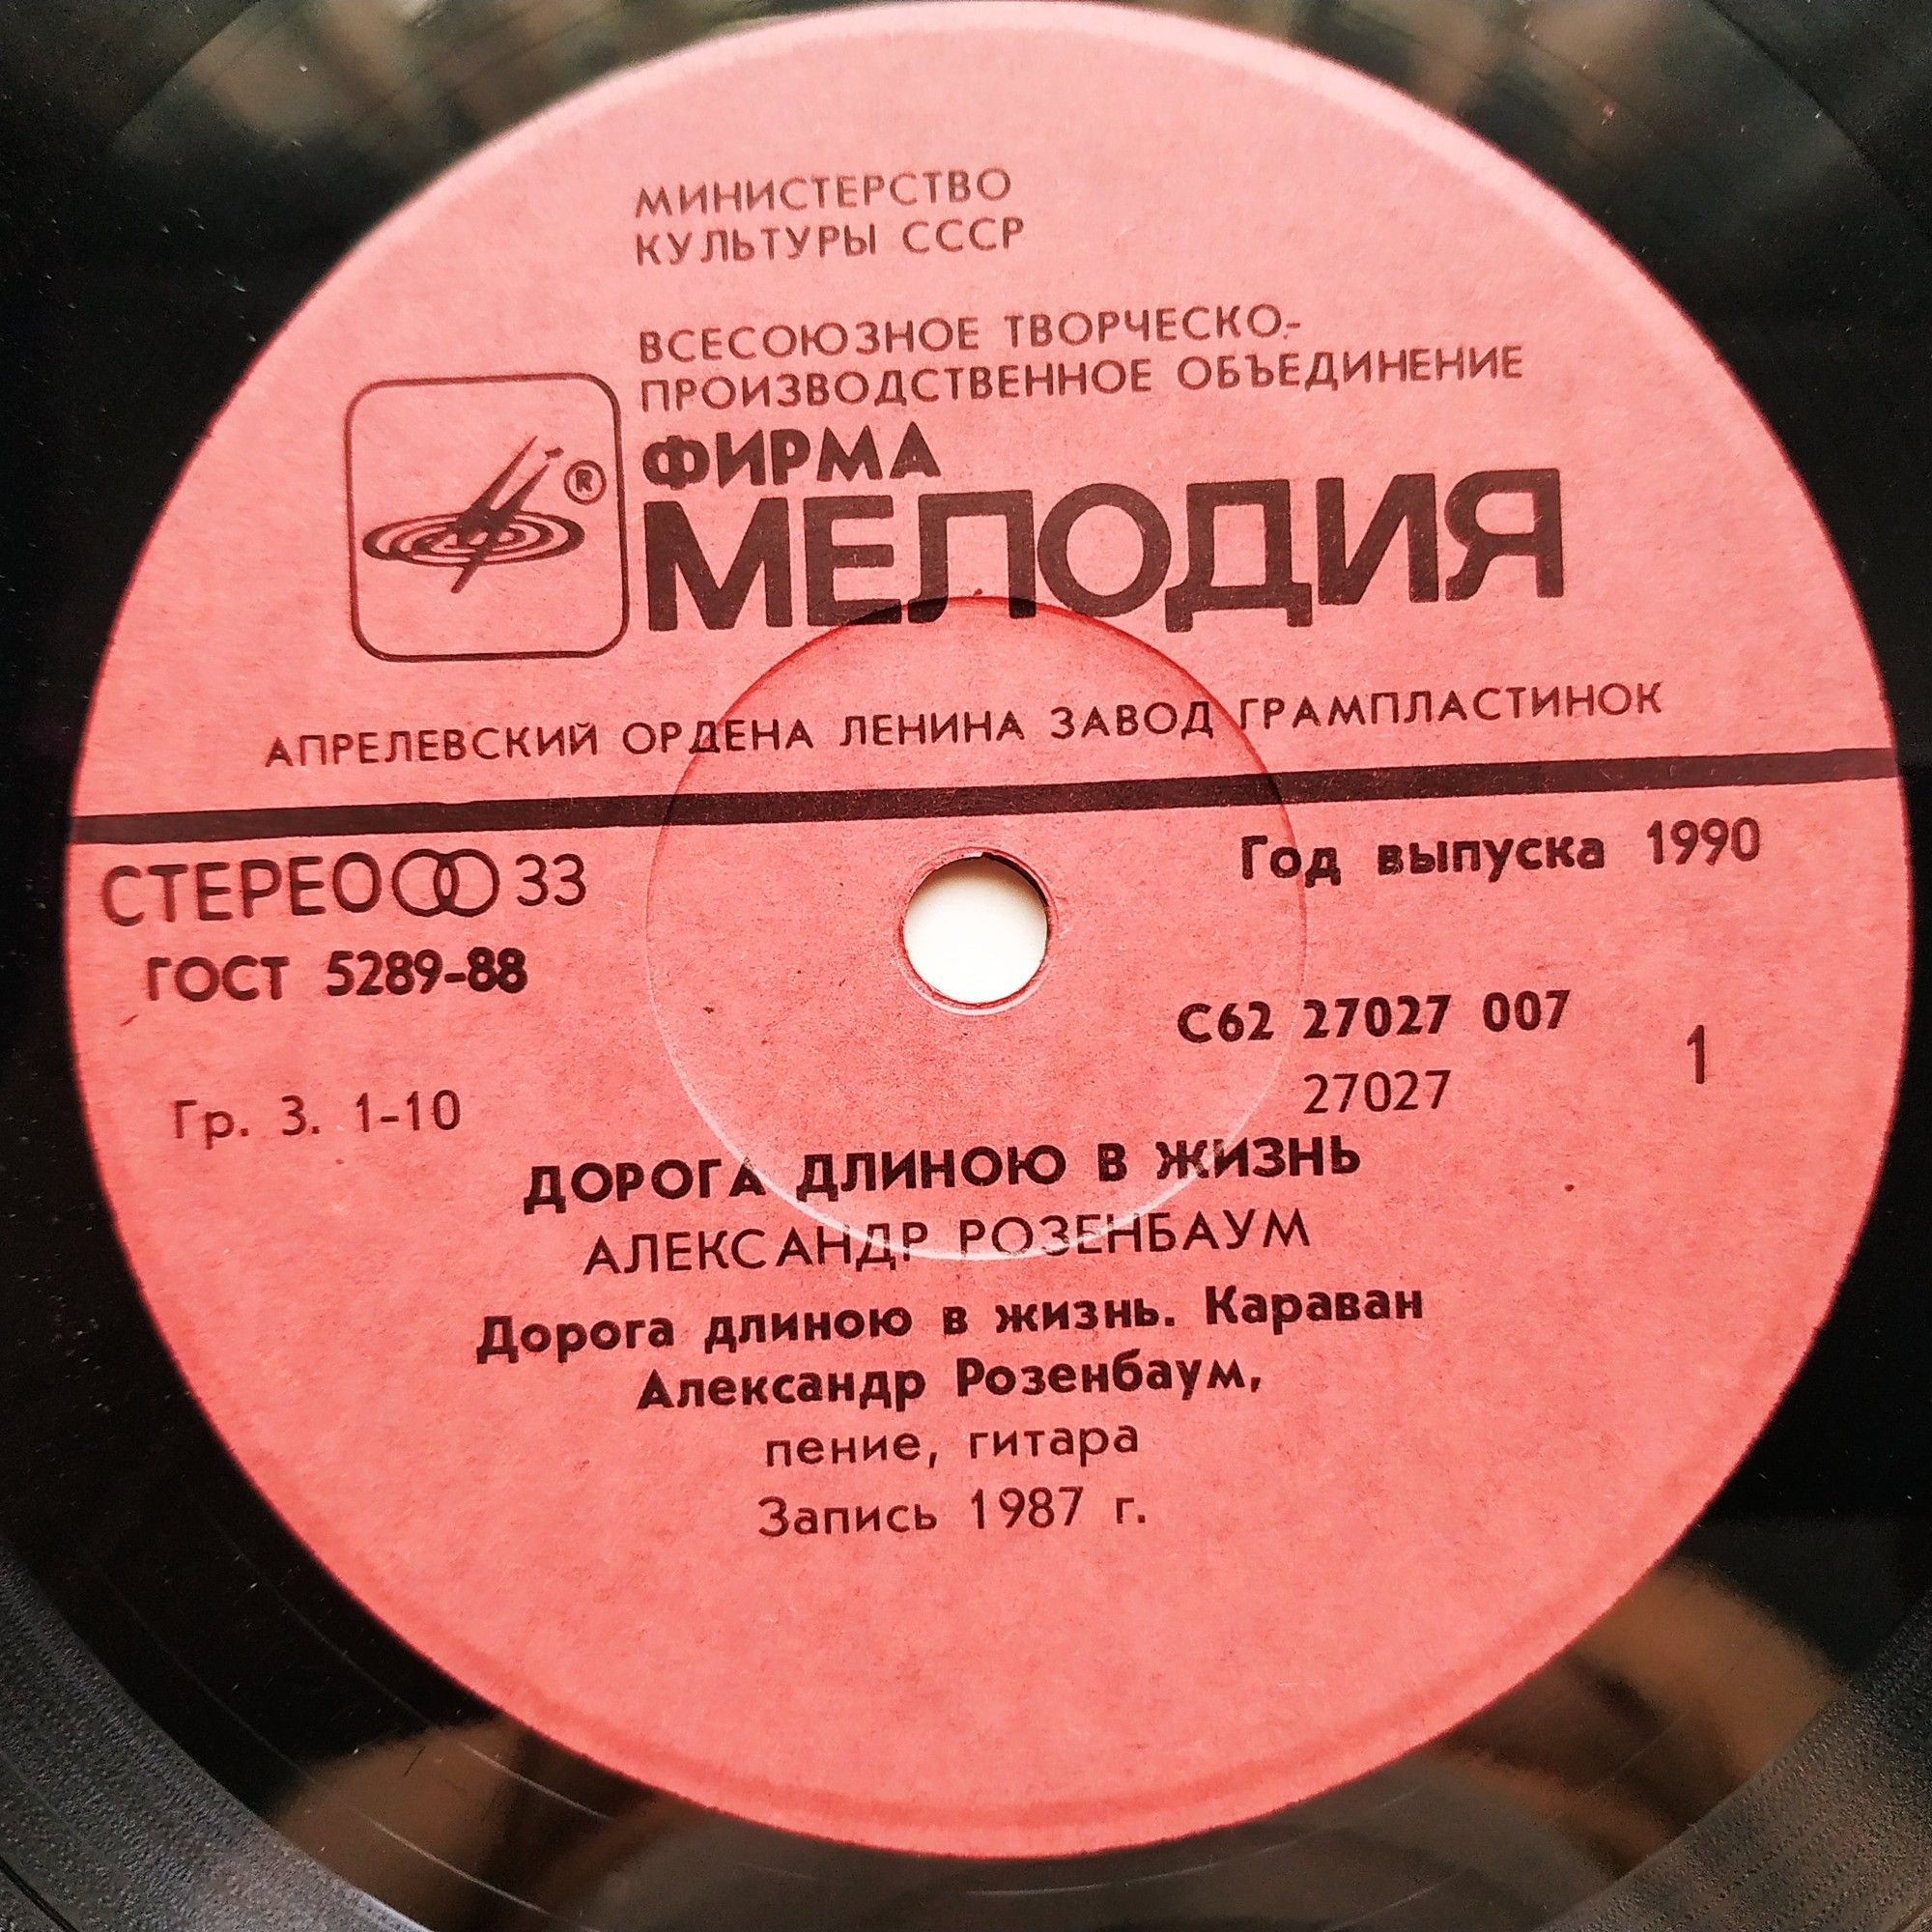 МИНИСТЕРСТВО
КУЛЬТУРЫ СССР
ВСЕСОЮЗНОЕ ТВОРЧЕСКО-
ПРОИЗВОДСТВЕННОЕ ОБЪЕДИНЕНИЕ
®
ФИРМА
МЕЛОДИЯ
АПРЕЛЕВСКИЙ ОРДЕНА ЛЕНИНА ЗАВОД ГРАМПЛАСТИНОК
СТЕРЕО 33
Год выпуска 1990
ГОСТ 5289-88
С62 27027 007
1
27027
Гр. 3. 1-10
ДОРОГА ДЛИНОЮ В ЖИЗНЬ
АЛЕКСАНДР РОЗЕНБАУМ
Дорога длиною в жизнь. Караван
Александр Розенбаум,
пение, гитара
Запись 1987 г.